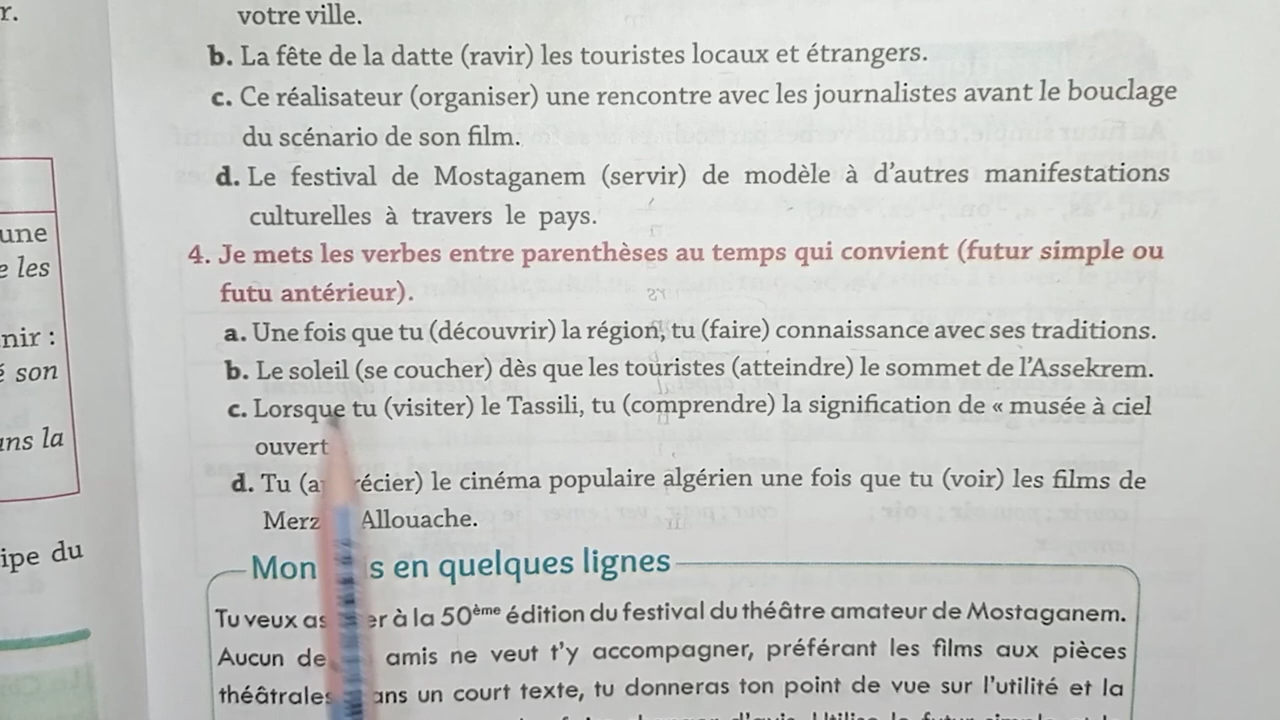 r.
votre ville.
b. La fête de la datte (ravir) les touristes locaux et étrangers.
c. Ce réalisateur (organiser) une rencontre avec les journalistes avant le bouclage
du scénario de son film.
d. Le festival de Mostaganem (servir) de modèle à d'autres manifestations
culturelles à travers le pays.
4. Je mets les verbes entre parenthèses au temps qui convient (futur simple ou
futu antérieur).
a. Une fois que tu (découvrir) la région, tu (faire) connaissance avec ses traditions.
b. Le soleil (se coucher) dès que les touristes (atteindre) le sommet de l'Assekrem.
c. Lorsque tu (visiter) le Tassili, tu (comprendre) la signification de « musée à ciel
ouvert
d. Tu (a récier) le cinéma populaire algérien une fois que tu (voir) les films de
Merz Allouache.
Mon s en quelques lignes
Tu veux as er à la 50ème édition du festival du théâtre amateur de Mostaganem.
Aucun de amis ne veut t'y accompagner, préférant les films aux pièces
théâtrales ans un court texte, tu donneras ton point de vue sur l'utilité et la
une
les
nir :
son
ns la
ipe du